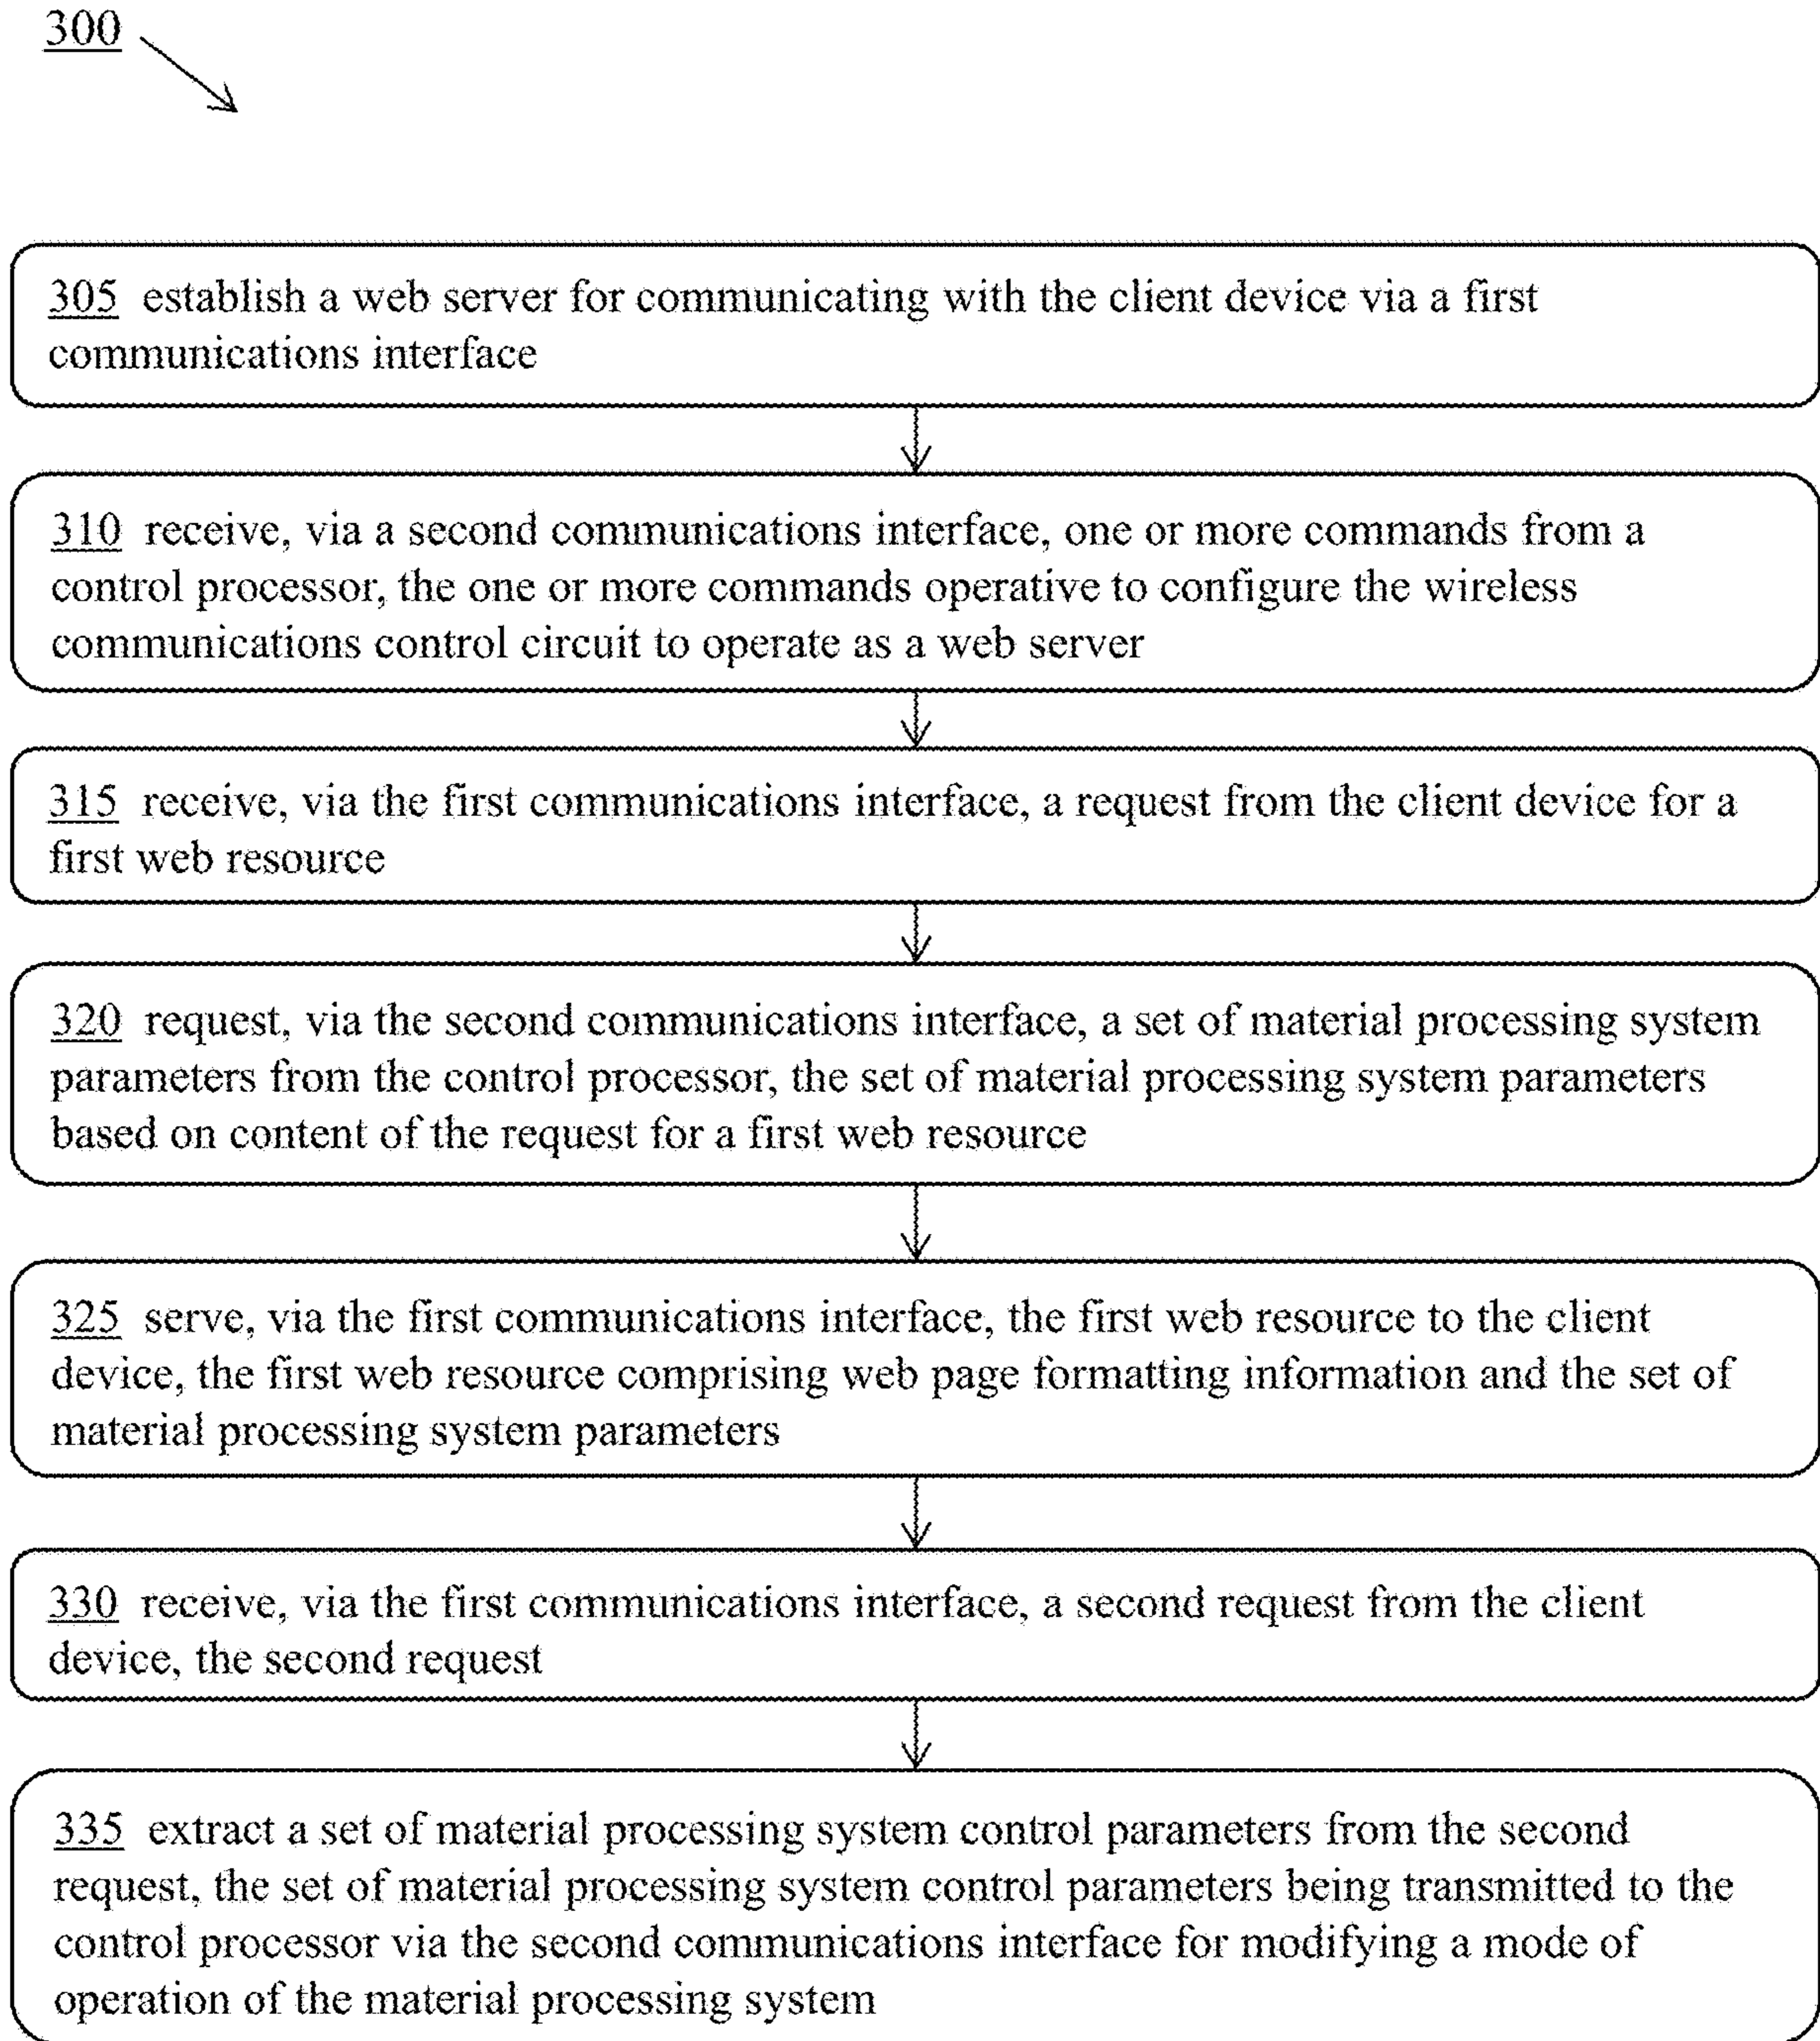 300
305 establish a web server for communicating with the client device via a first
communications interface
310 receive, via a second communications interface, one or more commands from a
control processor, the one or more commands operative to configure the wireless
communications control circuit to operate as a web server
315 receive, via the first communications interface, a request from the client device for a
first web resource
320 request, via the second communications interface, a set of material processing system
parameters from the control processor, the set of material processing system parameters
based on content of the request for a first web resource
325 serve, via the first communications interface, the first web resource to the client
device, the first web resource comprising web page formatting information and the set of
material processing system parameters
330 receive, via the first communications interface, a second request from the client
device, the second request
335 extract a set of material processing system control parameters from the second
request, the set of material processing system control parameters being transmitted to the
control processor via the second communications interface for modifying a mode of
operation of the material processing system